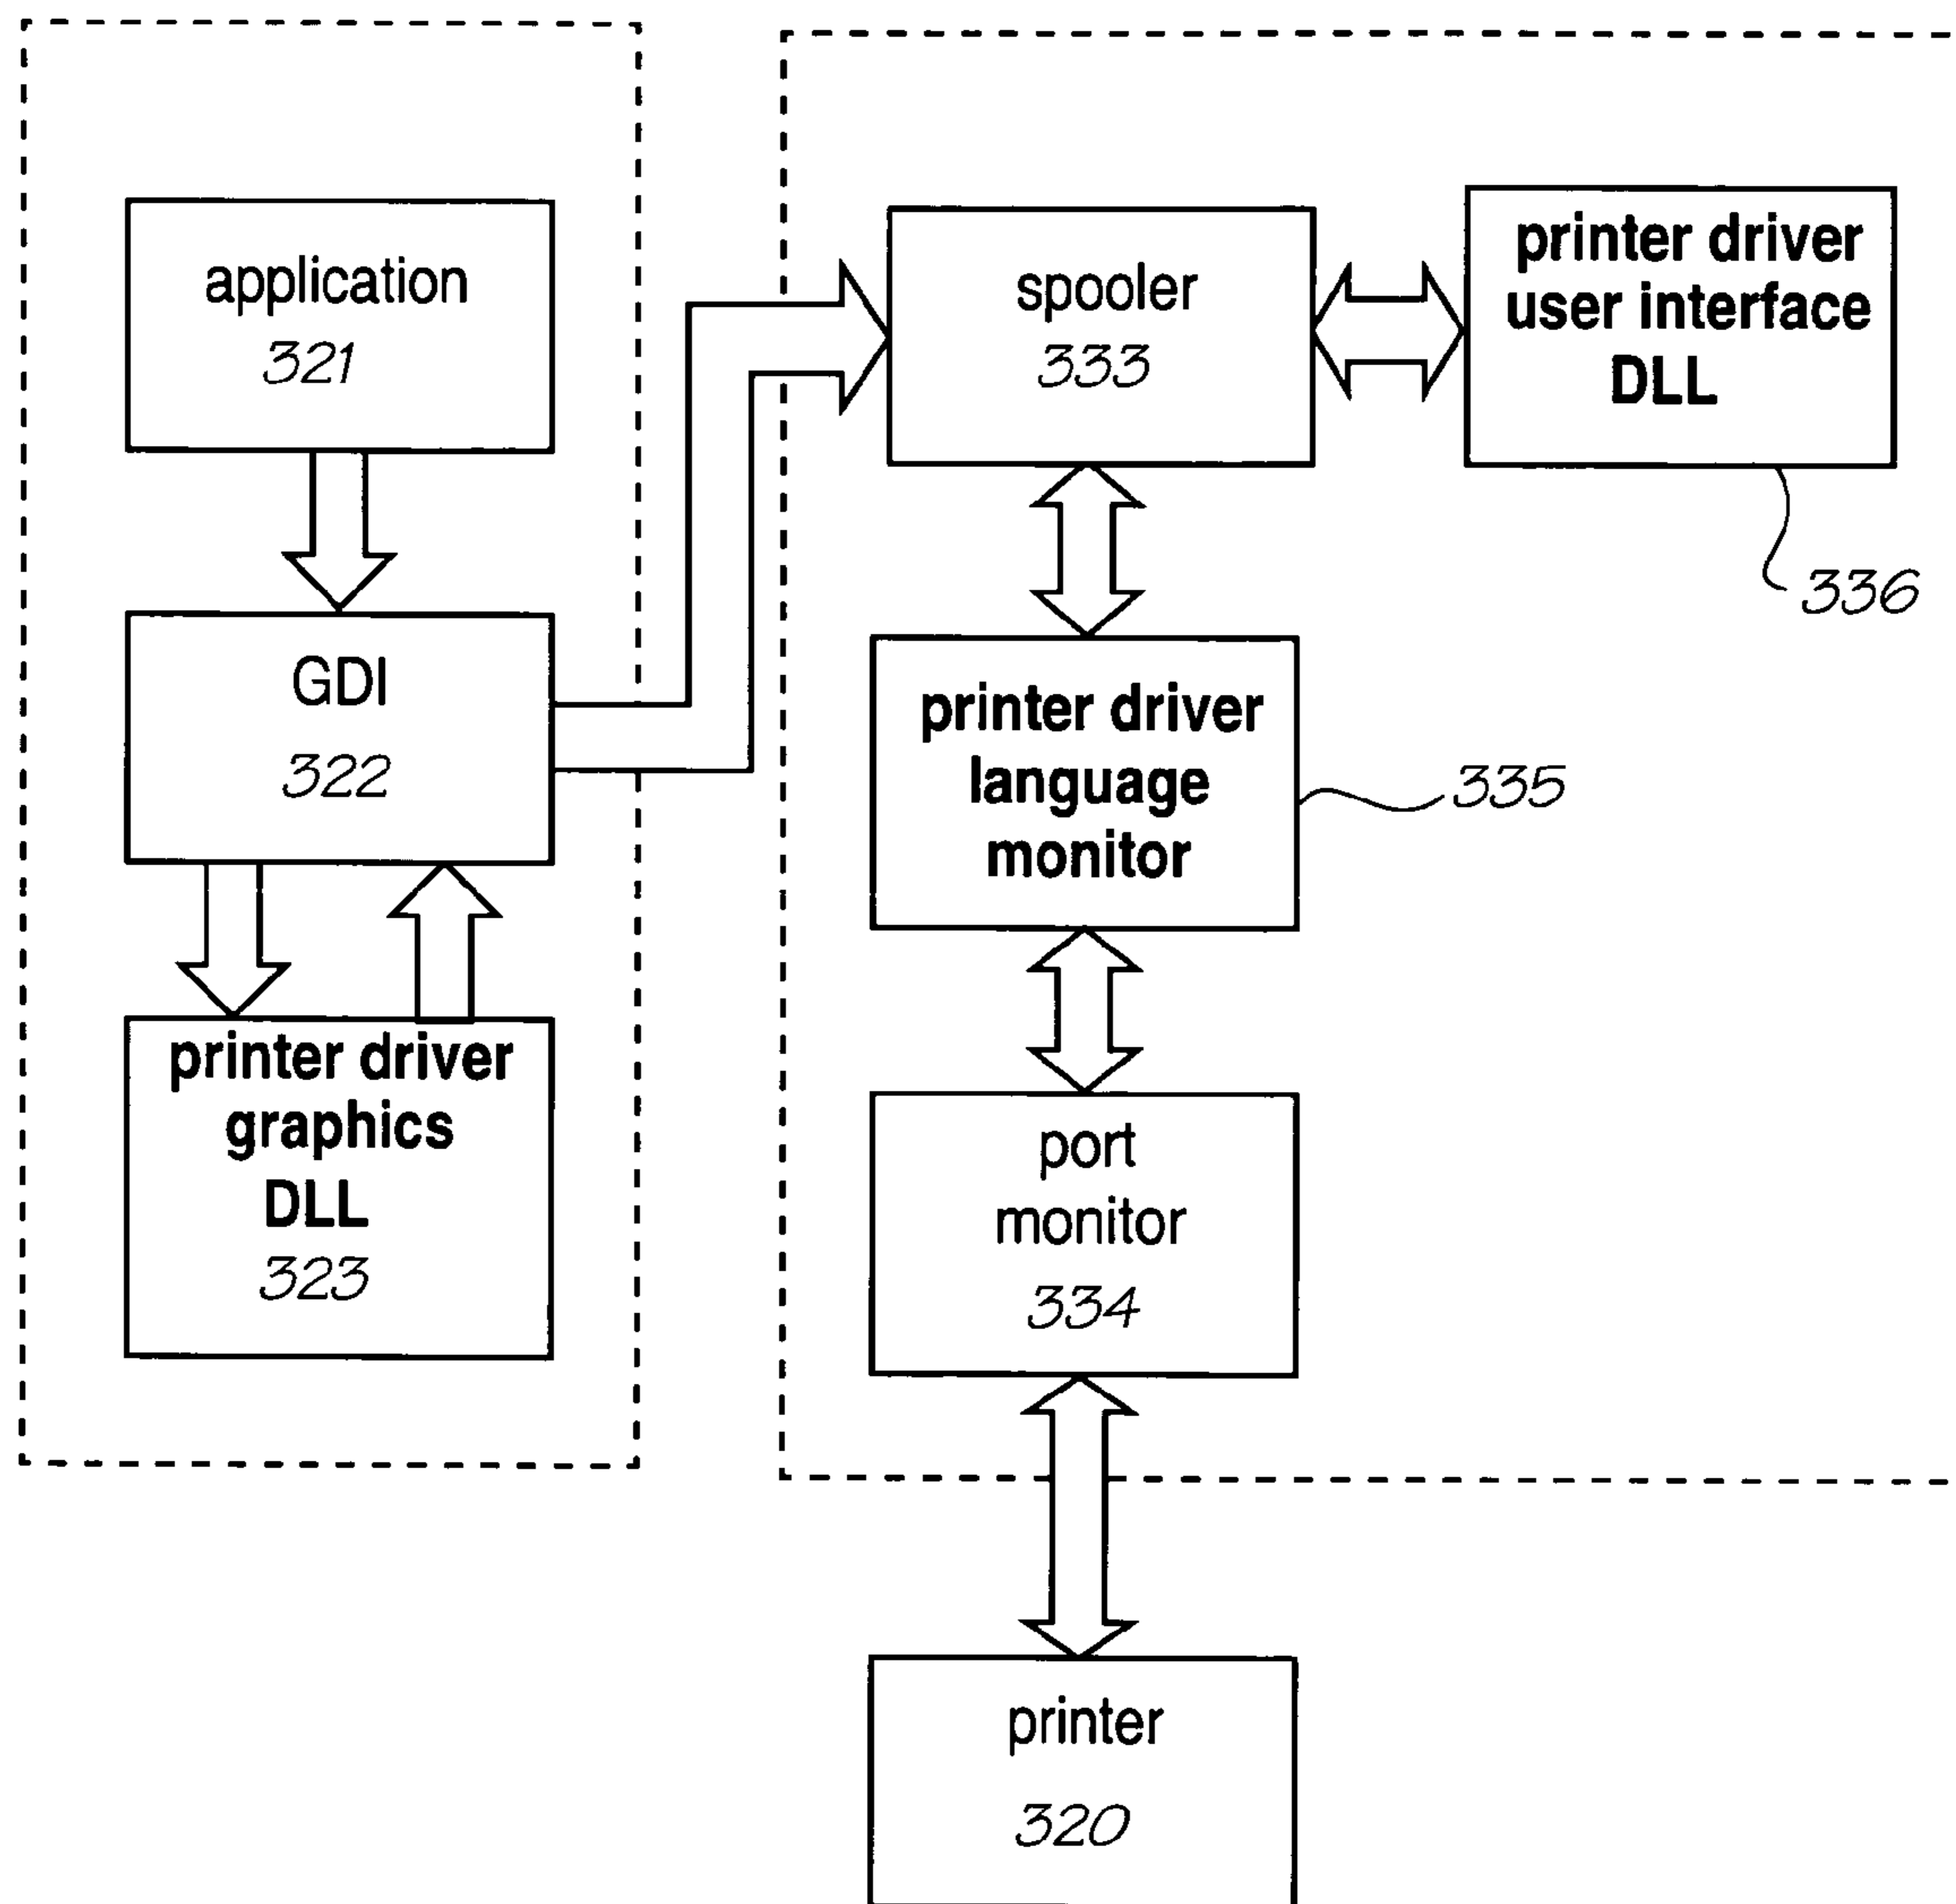 application
321
GDI
322
printer driver
graphics
DLL
323
spooler
333
printer driver
user interface
DLL
336
printer driver
language
monitor
335
port
monitor
334
printer
320